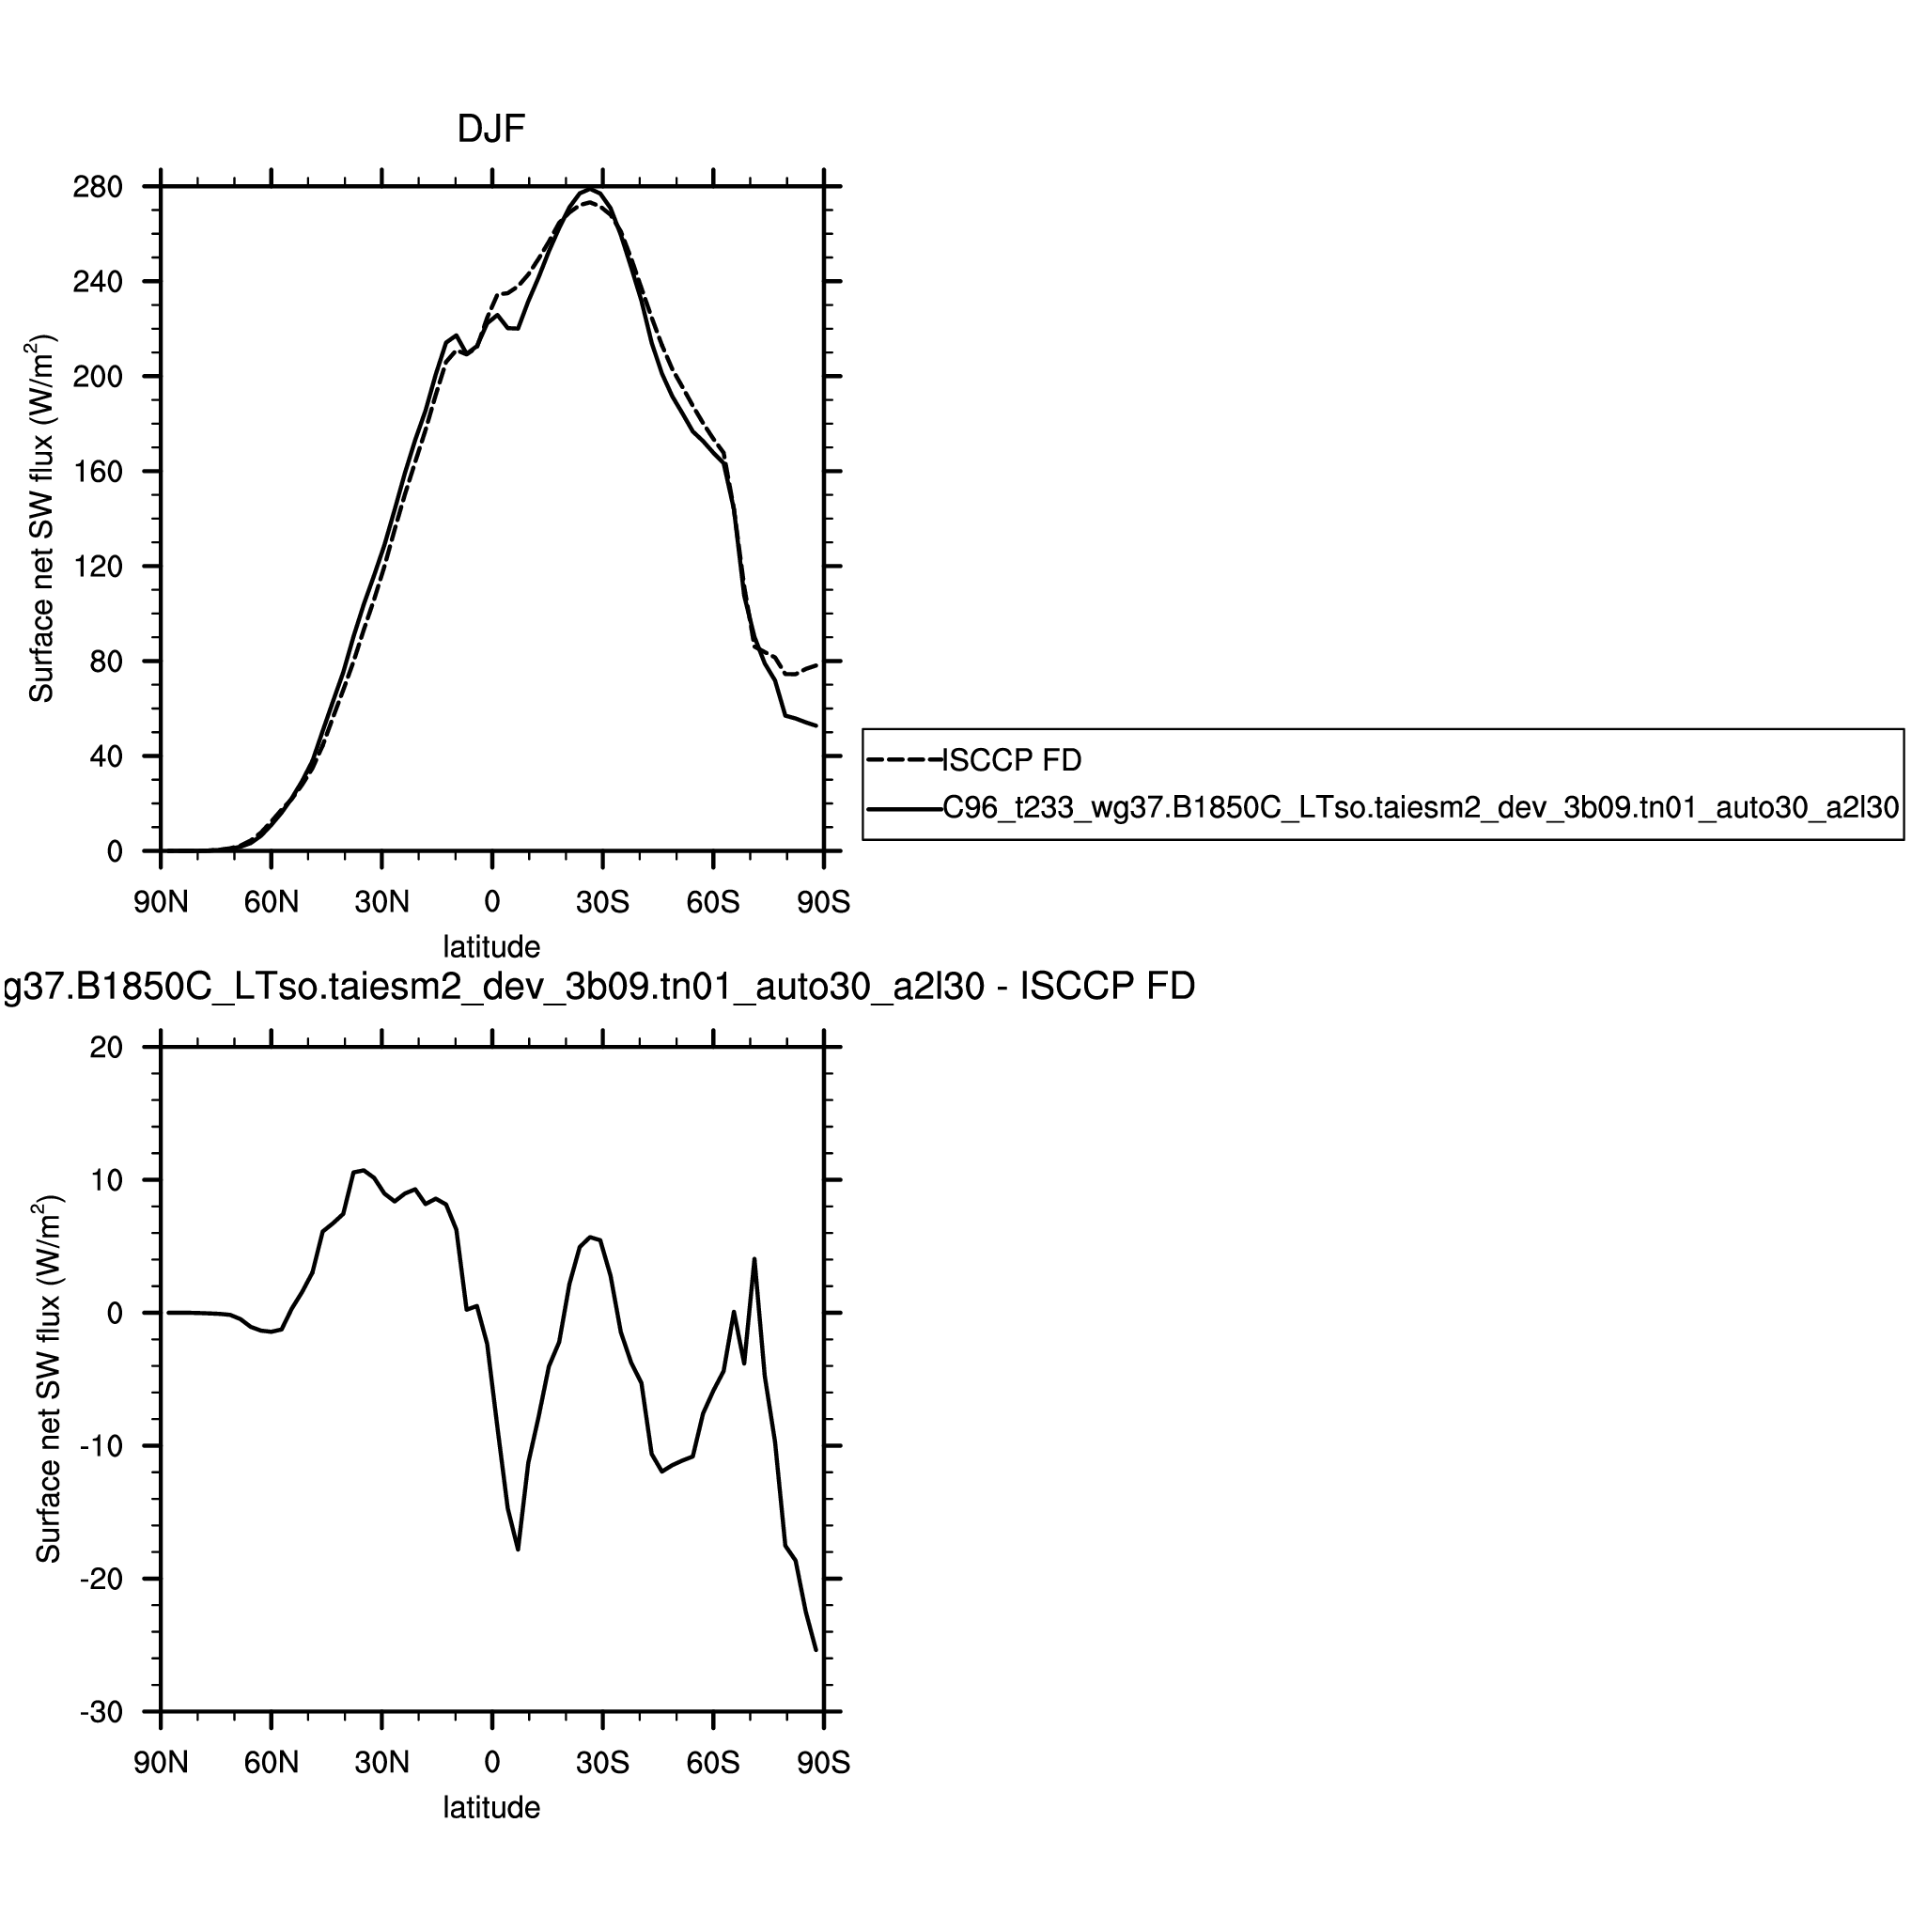 DJF
Surface net SW flux (W/m²)
280
240
200
160
120
80
40
0
90N 60N 30N 0 30S 60S 90S
latitude
ISCCP FD
C96_t233_wg37.B1850C_LTso.taiesm2_dev_3b09.tn01_auto30_a2l30
g37.B1850C_LTso.taiesm2_dev_3b09.tn01_auto30_a2l30 - ISCCP FD
Surface net SW flux (W/m²)
20
10
0
-10
-20
-30
90N 60N 30N 0 30S 60S 90S
latitude